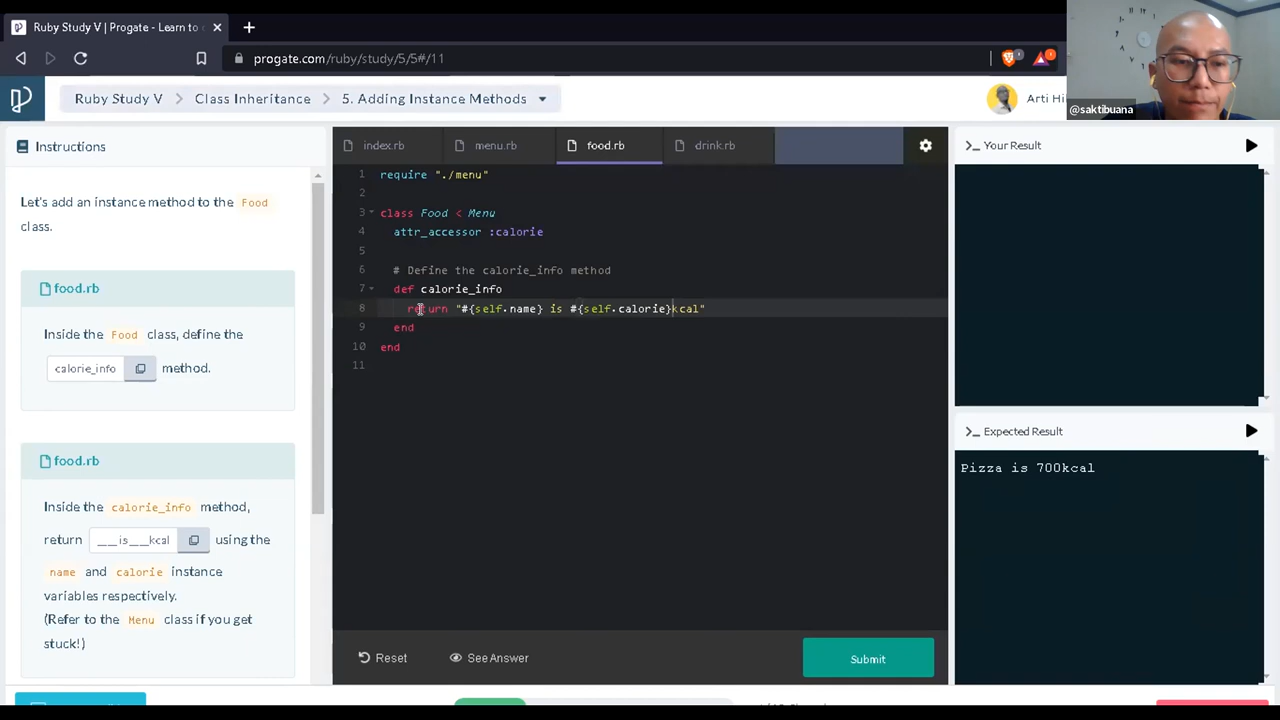 Ruby Study V | Progate - Learn to
progate.com/ruby/study/5/5#/11
@saktibuana
Ruby Study V
Class Inheritance
5. Adding Instance Methods
Arti Hi
Instructions
Let's add an instance method to the Food
class.
food.rb
Inside the Food class, define the
calorie_info method.
food.rb
Inside the calorie_info method,
return __is__kcal using the
name and calorie instance
variables respectively.
(Refer to the Menu class if you get
stuck!)
index.rb
menu.rb
food.rb
drink.rb
1 require "./menu"
2
3 class Food < Menu
4 attr_accessor :calorie
5
6 # Define the calorie_info method
7 def calorie_info
8 return "#{self.name} is #{self.calorie}kcal"
9 end
10 end
11
Reset
See Answer
Submit
>_ Your Result
>_ Expected Result
Pizza is 700kcal